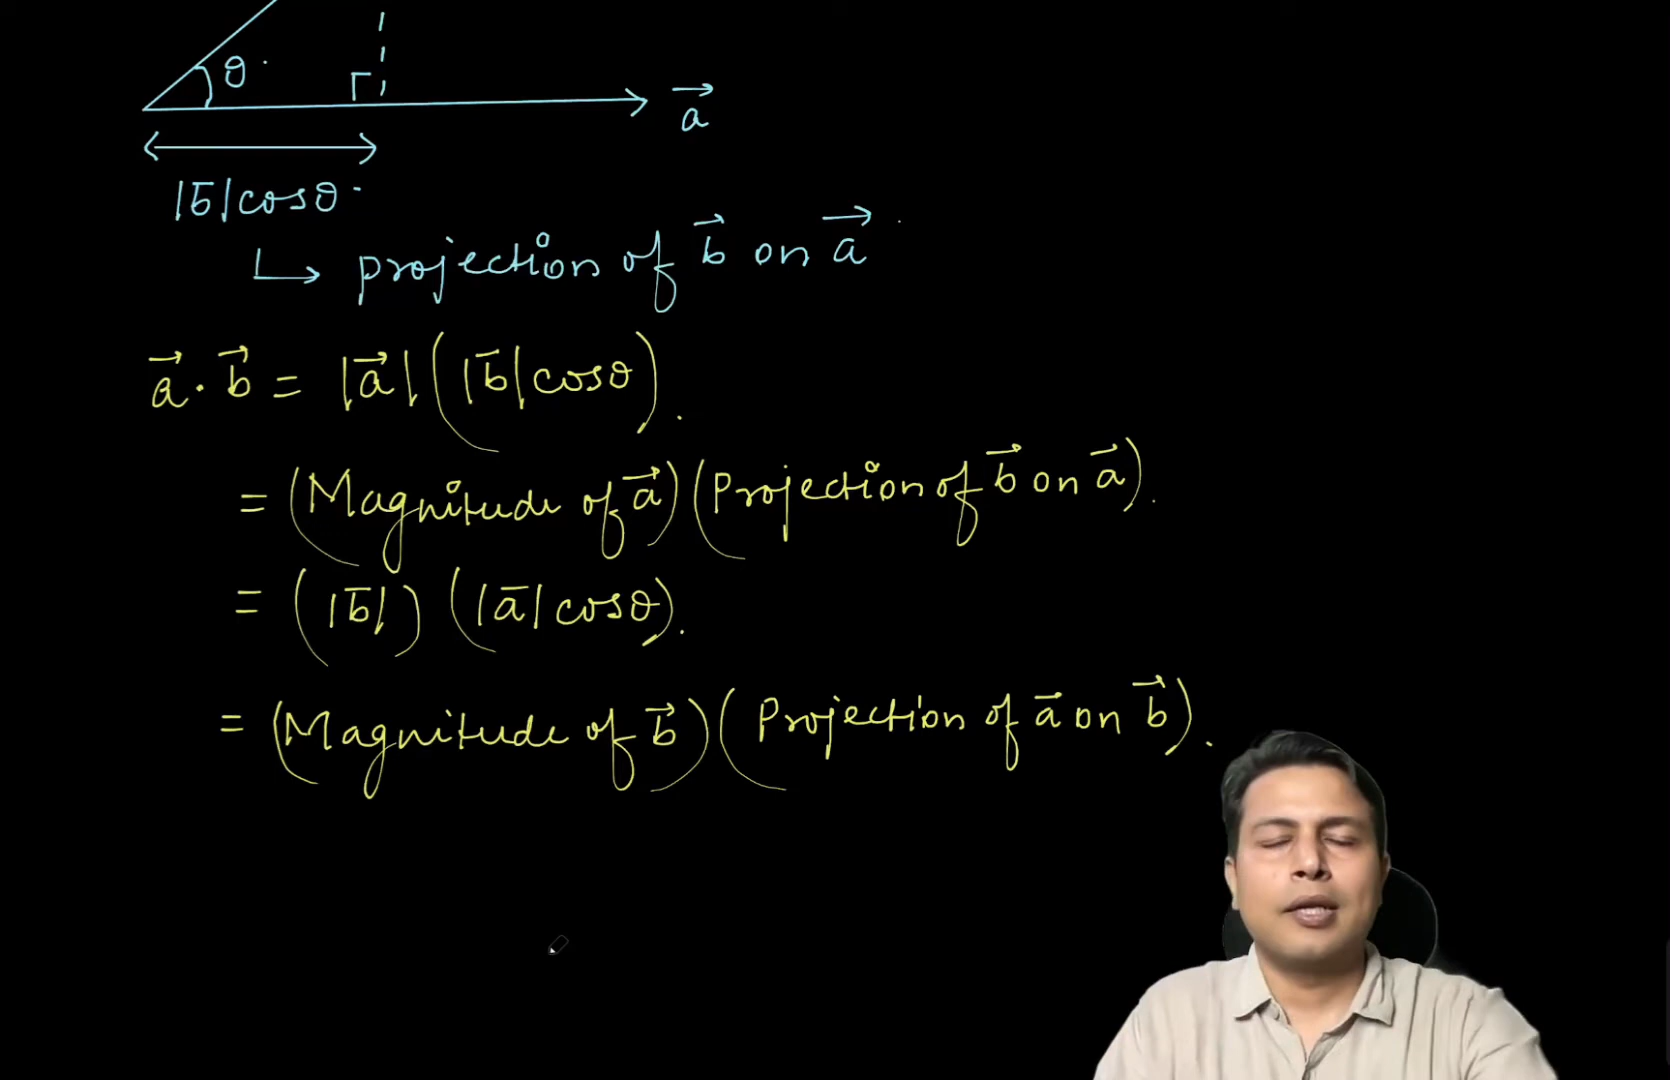 θ
→a
|b̄|cosθ
↳ projection of →b on →a
→a · →b = |→a| (|b̄|cosθ).
= (Magnitude of →a) (Projection of →b on →a).
= (|b̄|) (|ā|cosθ).
= (Magnitude of →b) (Projection of ā on →b).